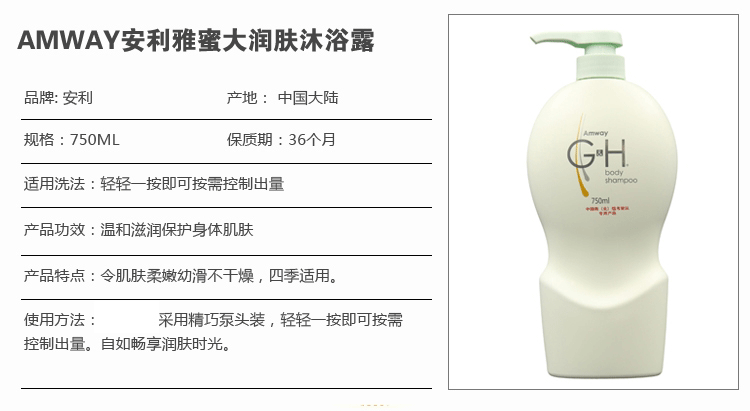 AMWAY安利雅蜜大润肤沐浴露
品牌: 安利 产地： 中国大陆
规格：750ML 保质期：36个月
适用洗法：轻轻一按即可按需控制出量
产品功效：温和滋润保护身体肌肤
产品特点：令肌肤柔嫩幼滑不干燥，四季适用。
使用方法： 采用精巧泵头装，轻轻一按即可按需
控制出量。自如畅享润肤时光。
Amway
G&H®
body
shampoo
750ml
专用产品